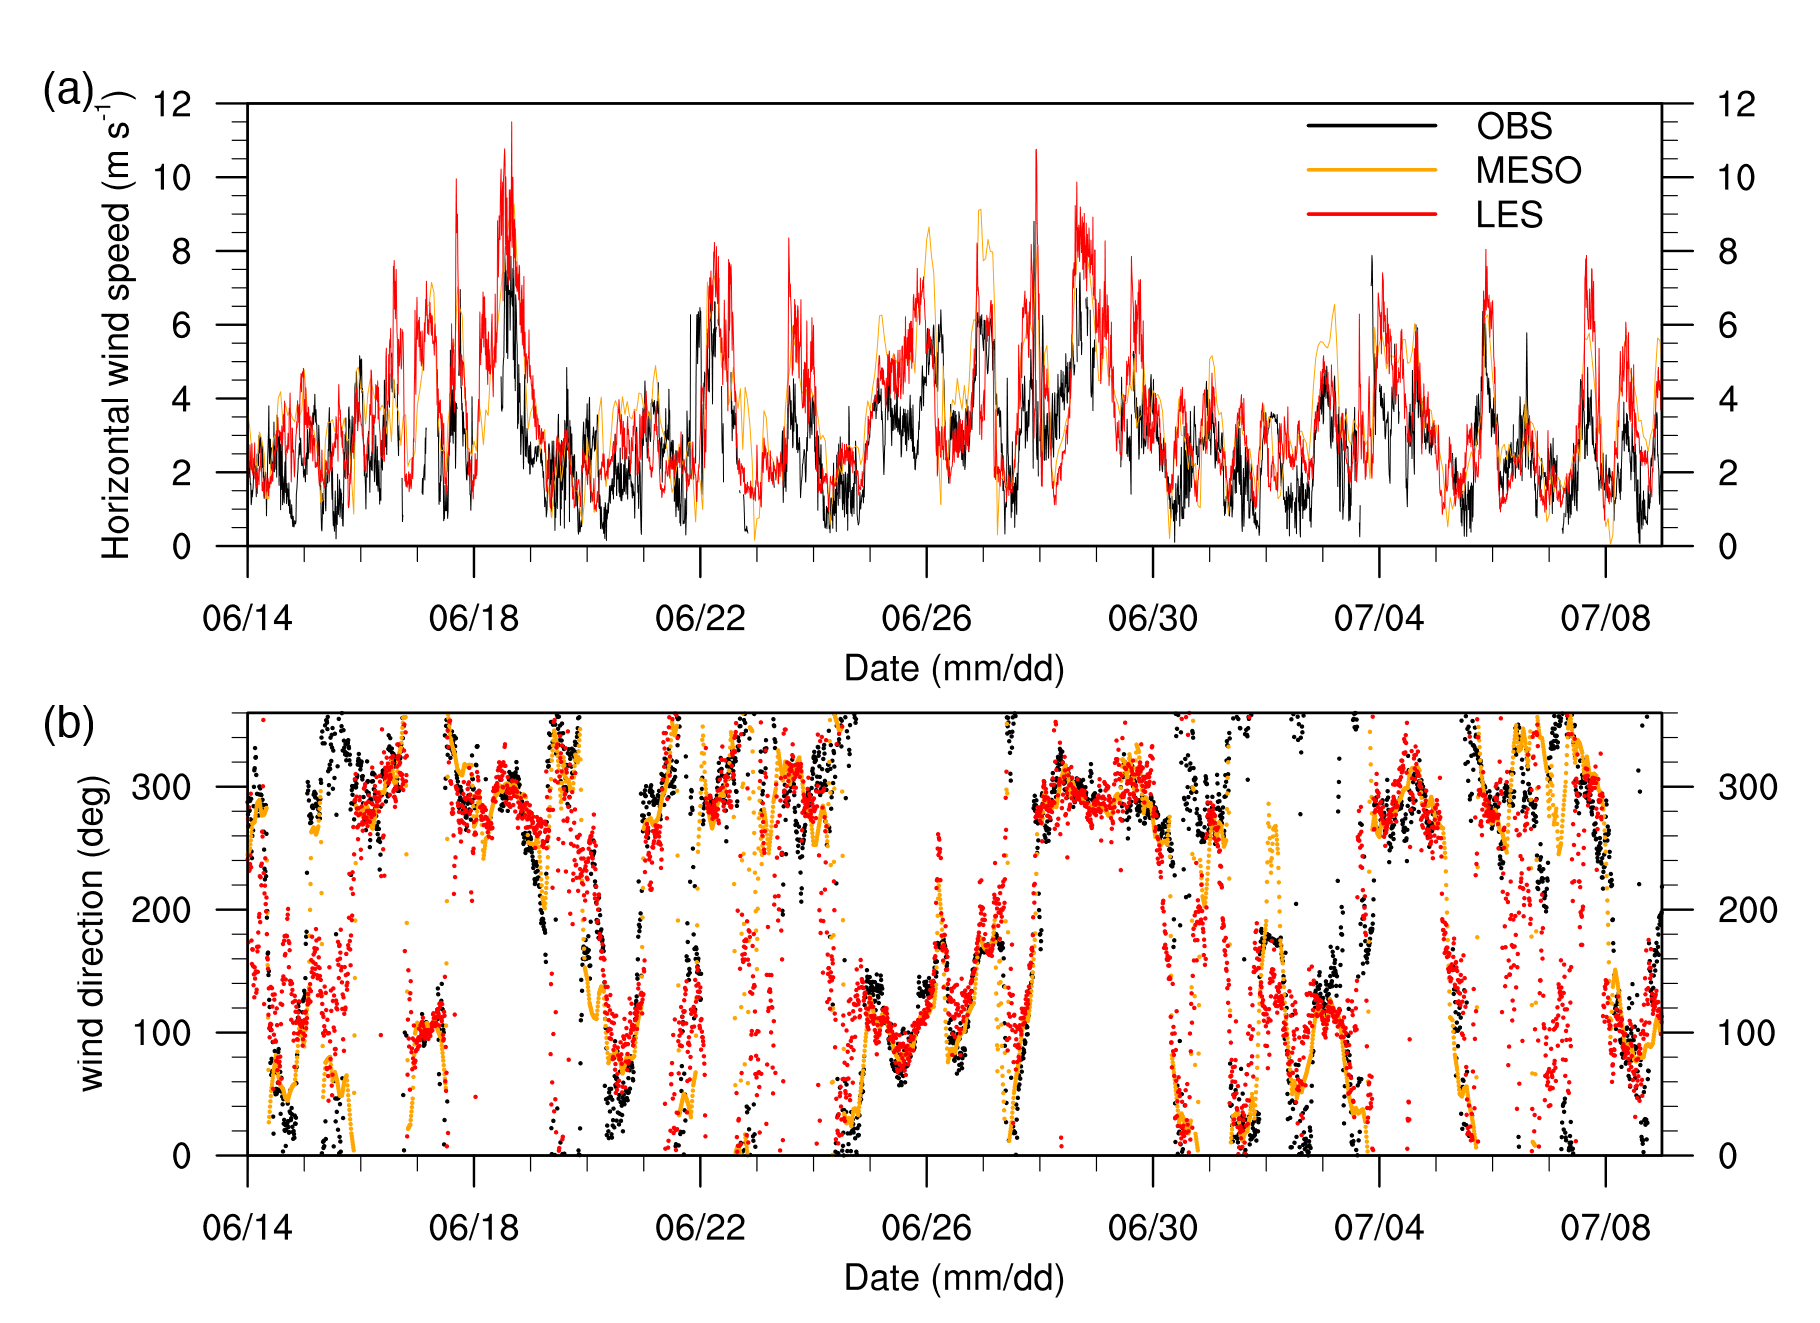 (a)
Horizontal wind speed (m s-1)
12 12
10 10
8 8
6 6
4 4
2 2
0 0
OBS
MESO
LES
06/14 06/18 06/22 06/26 06/30 07/04 07/08
Date (mm/dd)
(b)
wind direction (deg)
300 300
200 200
100 100
0 0
06/14 06/18 06/22 06/26 06/30 07/04 07/08
Date (mm/dd)